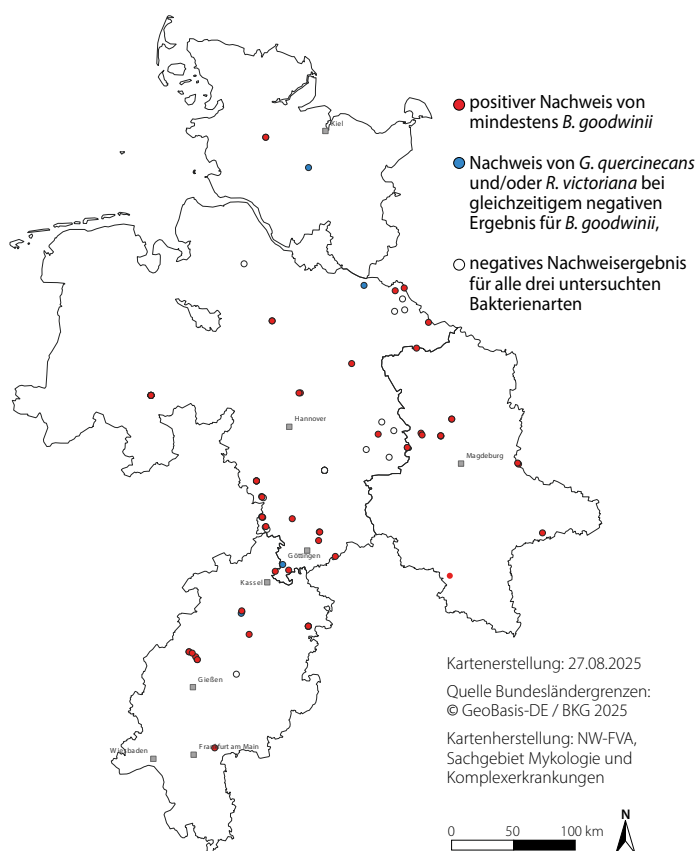 Kiel
positiver Nachweis von
mindestens B. goodwinii
Nachweis von G. quercinecans
und/oder R. victoriana bei
gleichzeitigem negativen
Ergebnis für B. goodwinii,
negatives Nachweisergebnis
für alle drei untersuchten
Bakterienarten
Hannover
Magdeburg
Göttingen
Kassel
Gießen
Wiesbaden
Frankfurt am Main
Kartenerstellung: 27.08.2025
Quelle Bundesländergrenzen:
© GeoBasis-DE / BKG 2025
Kartenherstellung: NW-FVA,
Sachgebiet Mykologie und
Komplexerkrankungen
N
0 50 100 km